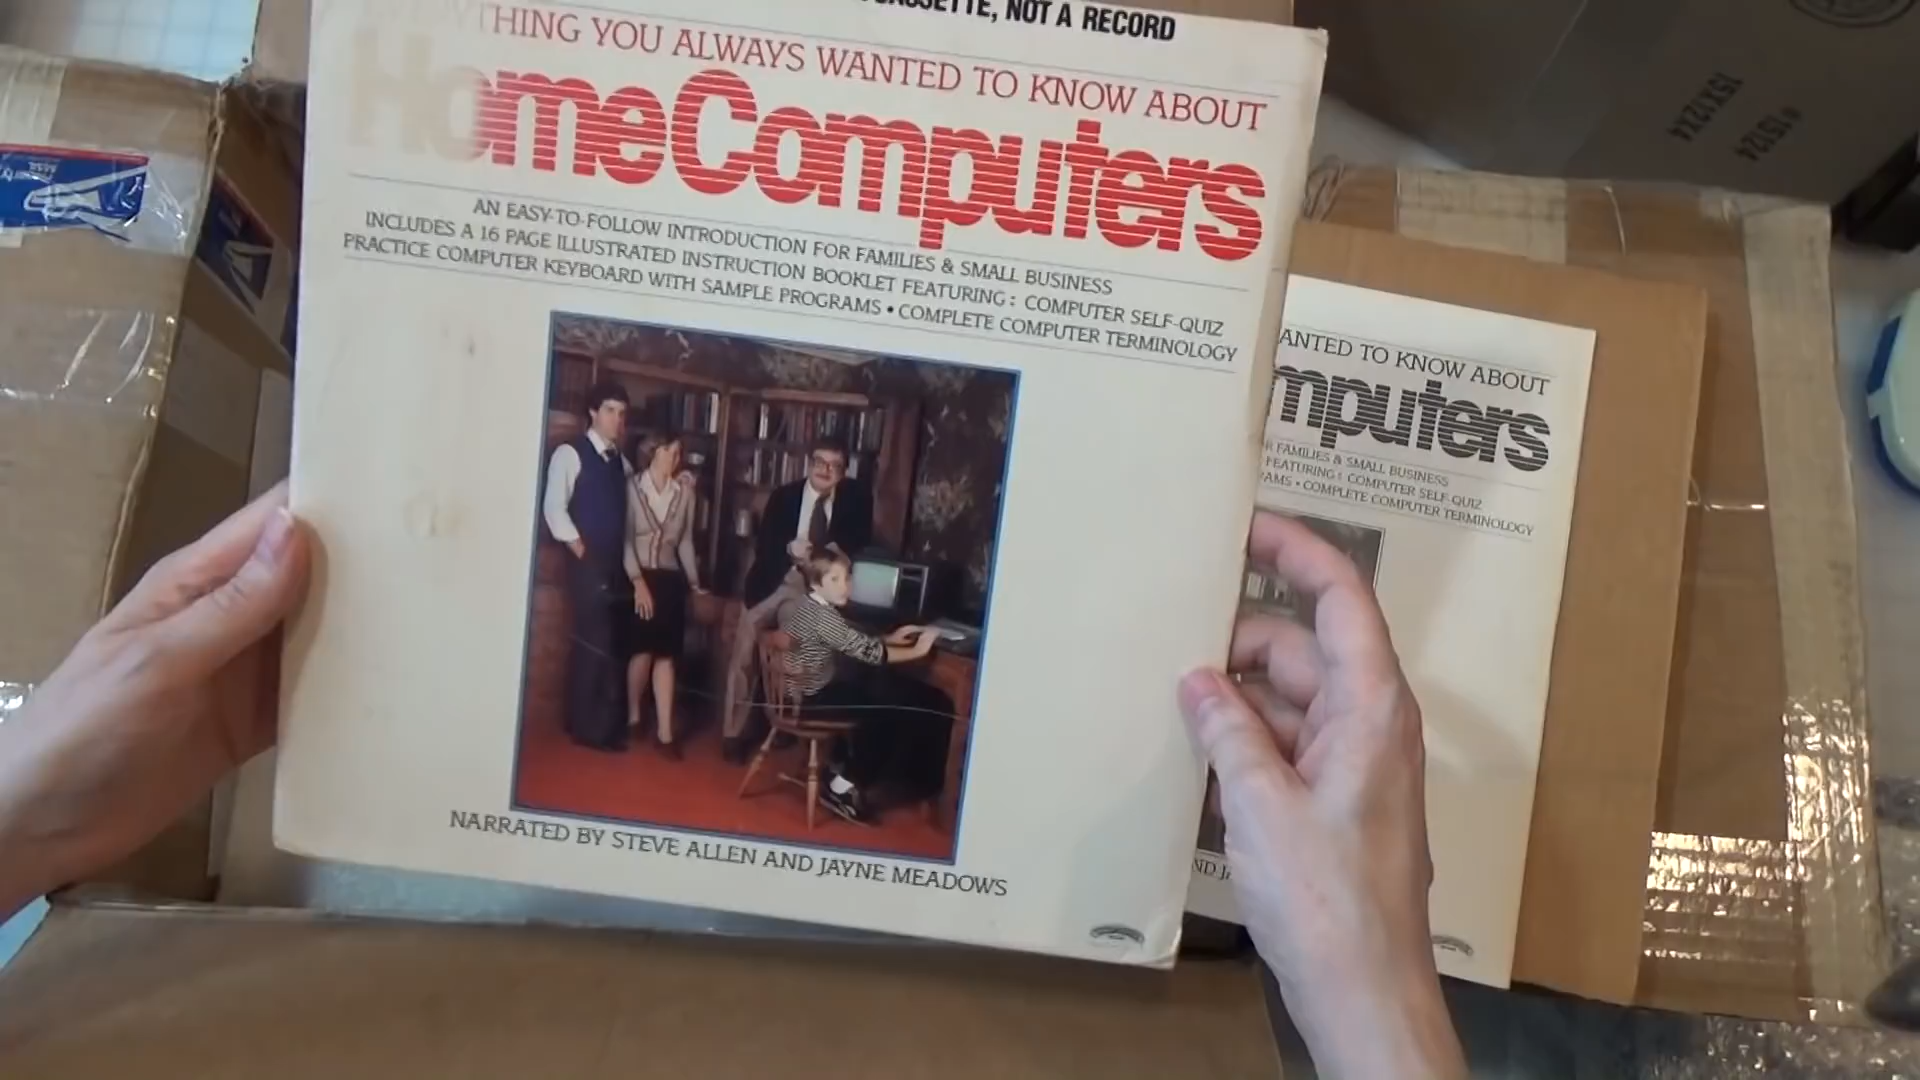 CASSETTE, NOT A RECORD
THING YOU ALWAYS WANTED TO KNOW ABOUT
HomeComputers
AN EASY-TO-FOLLOW INTRODUCTION FOR FAMILIES & SMALL BUSINESS
INCLUDES A 16 PAGE ILLUSTRATED INSTRUCTION BOOKLET FEATURING: COMPUTER SELF-QUIZ
PRACTICE COMPUTER KEYBOARD WITH SAMPLE PROGRAMS • COMPLETE COMPUTER TERMINOLOGY
NARRATED BY STEVE ALLEN AND JAYNE MEADOWS
ANTED TO KNOW ABOUT
mputers
R FAMILIES & SMALL BUSINESS
FEATURING: COMPUTER SELF-QUIZ
RAMS • COMPLETE COMPUTER TERMINOLOGY
15X12X4
#15124